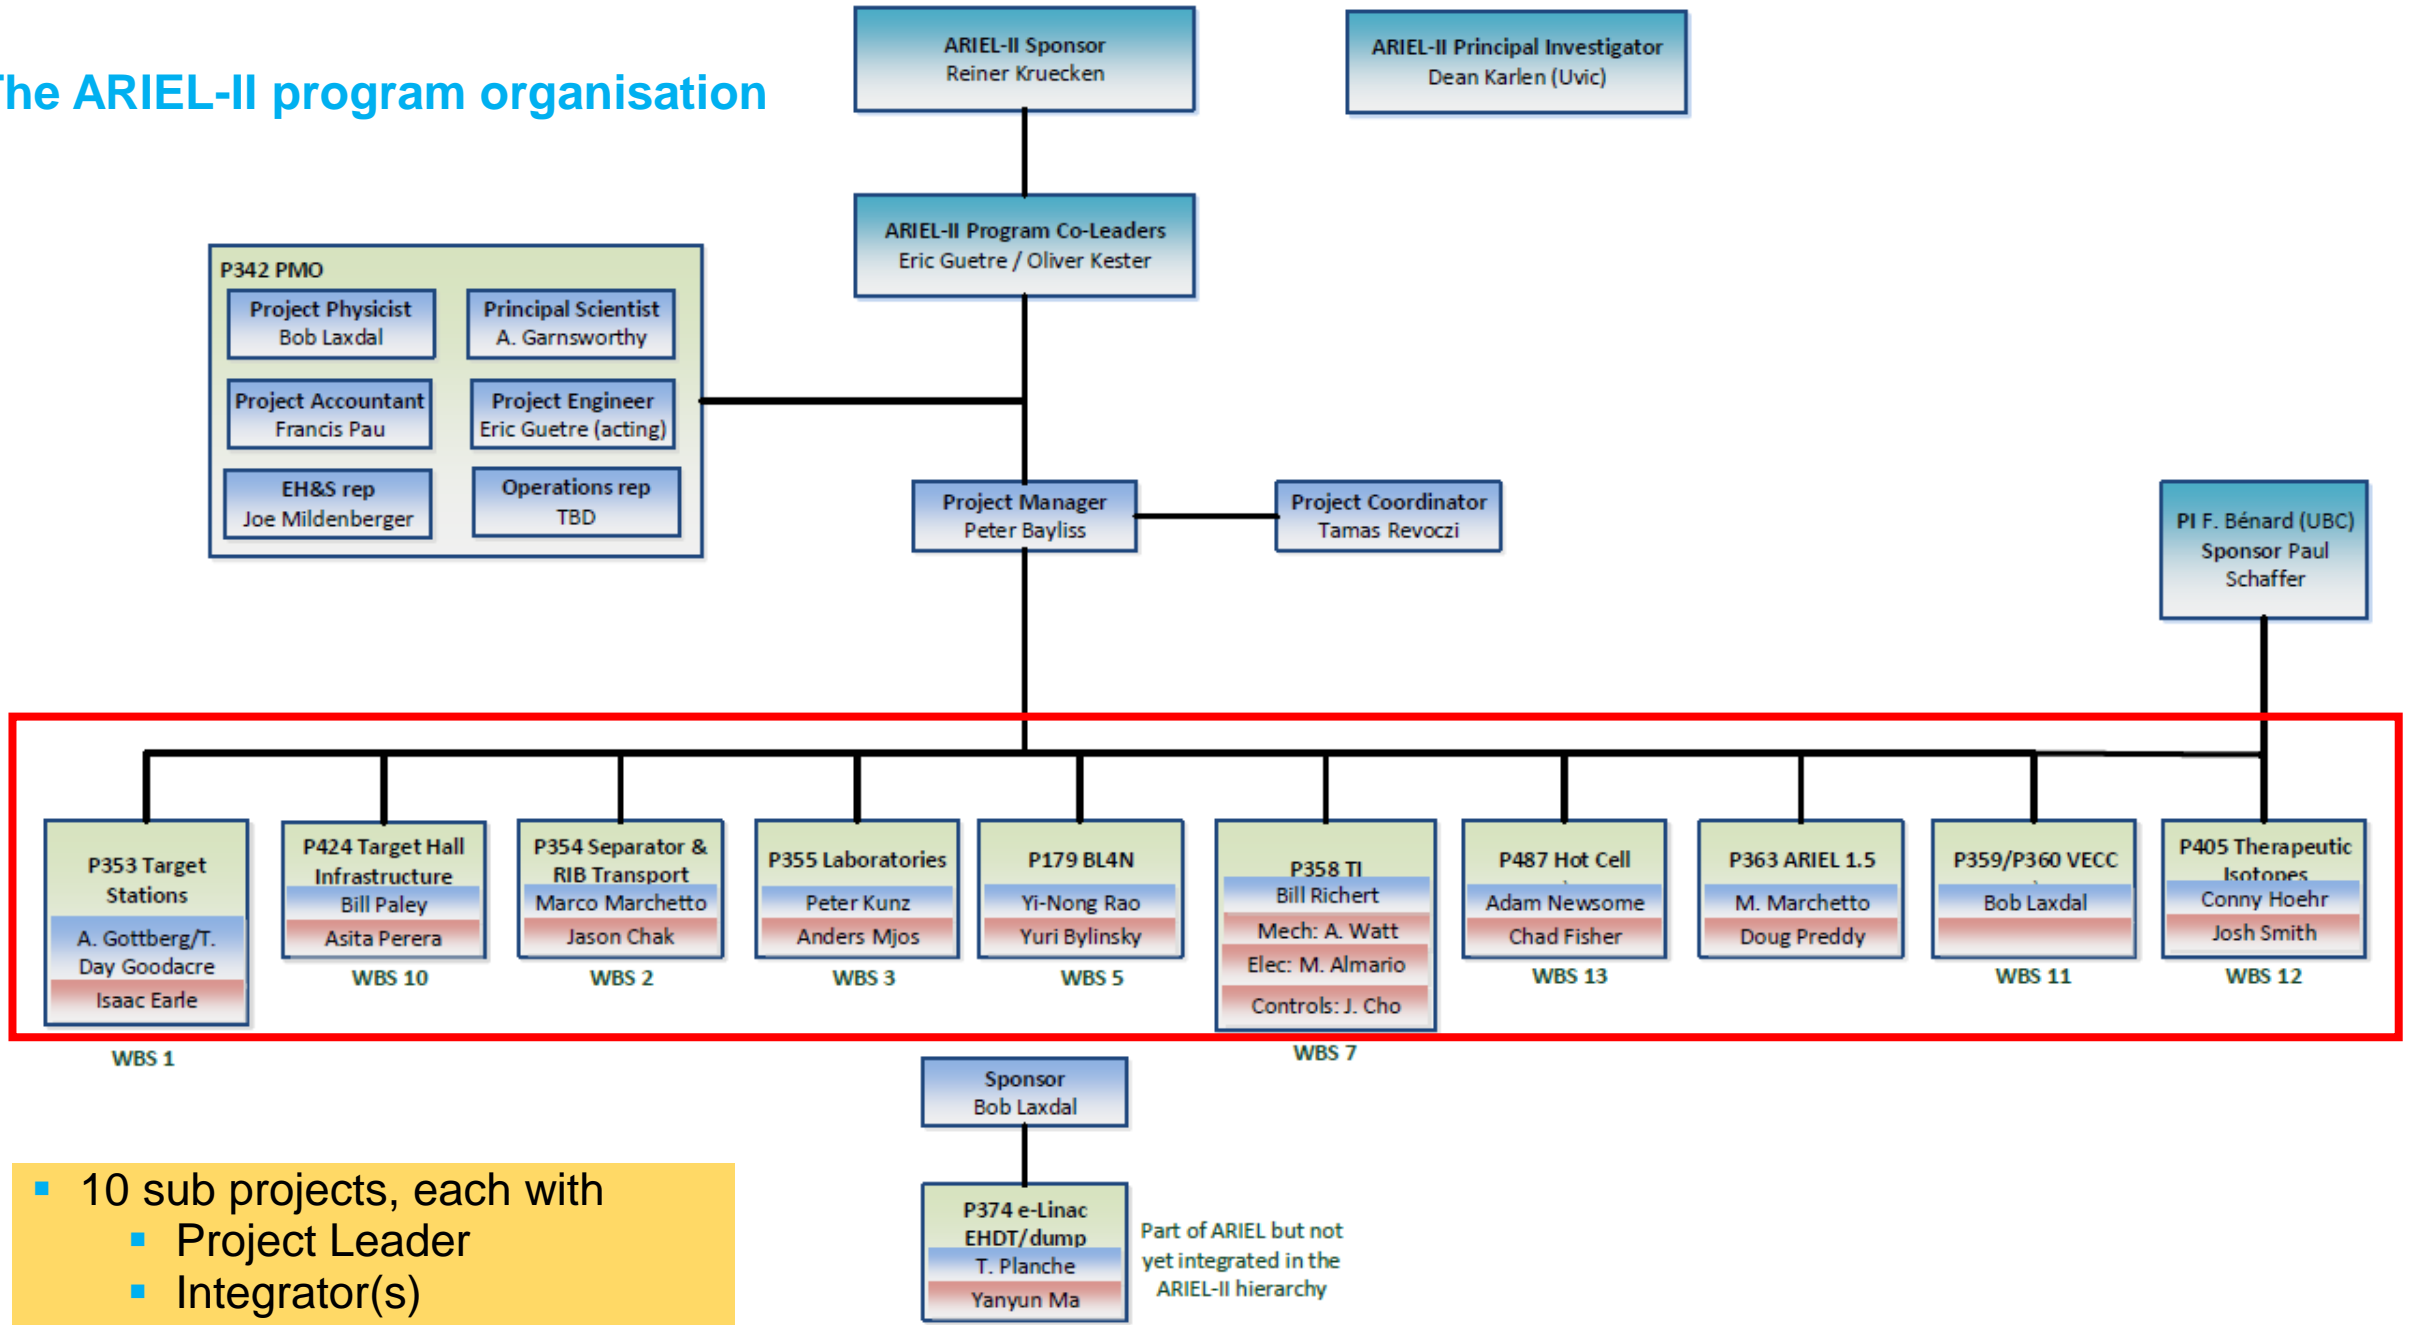 ARIEL-II Sponsor
Reiner Kruecken
ARIEL-II Principal Investigator
Dean Karlen (Uvic)
The ARIEL-II program organisation
ARIEL-II Program Co-Leaders
Eric Guetre / Oliver Kester
P342 PMO
Project Physicist
Bob Laxdal
Principal Scientist
A. Garnsworthy
Project Accountant
Francis Pau
Project Engineer
Eric Guetre (acting)
EH&S rep
Joe Mildenberger
Operations rep
TBD
Project Manager
Peter Bayliss
Project Coordinator
Tamas Revoczi
PI F. Bénard (UBC)
Sponsor Paul
Schaffer
P353 Target
Stations
A. Gottberg/T.
Day Goodacre
Isaac Earle
WBS 1
P424 Target Hall
Infrastructure
Bill Paley
Asita Perera
WBS 10
P354 Separator &
RIB Transport
Marco Marchetto
Jason Chak
WBS 2
P355 Laboratories
Peter Kunz
Anders Mjos
WBS 3
P179 BL4N
Yi-Nong Rao
Yuri Bylinsky
WBS 5
P358 TI
Bill Richert
Mech: A. Watt
Elec: M. Almario
Controls: J. Cho
WBS 7
P487 Hot Cell
Adam Newsome
Chad Fisher
WBS 13
P363 ARIEL 1.5
M. Marchetto
Doug Preddy
P359/P360 VECC
Bob Laxdal
WBS 11
P405 Therapeutic
Isotopes
Conny Hoehr
Josh Smith
WBS 12
Sponsor
Bob Laxdal
P374 e-Linac
EHDT/dump
T. Planche
Yanyun Ma
Part of ARIEL but not
yet integrated in the
ARIEL-II hierarchy
▪ 10 sub projects, each with
▪ Project Leader
▪ Integrator(s)